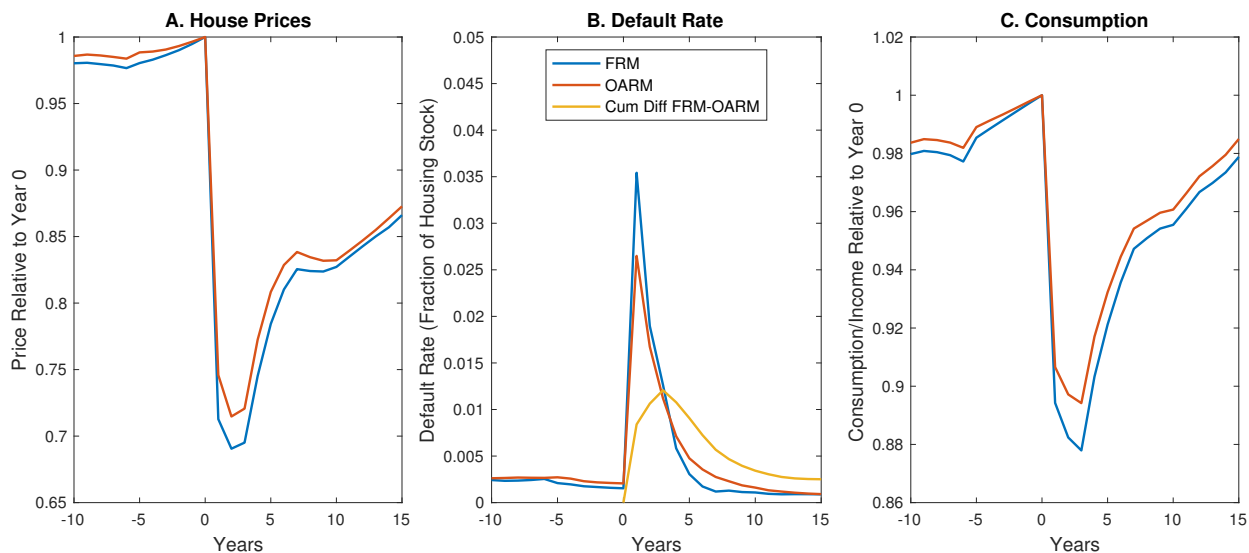 A. House Prices
Price Relative to Year 0
1
0.95
0.9
0.85
0.8
0.75
0.7
0.65
-10 -5 0 5 10 15
Years
B. Default Rate
Default Rate (Fraction of Housing Stock)
0.05
0.045
0.04
0.035
0.03
0.025
0.02
0.015
0.01
0.005
0
FRM
OARM
Cum Diff FRM-OARM
-10 -5 0 5 10 15
Years
C. Consumption
Consumption/Income Relative to Year 0
1.02
1
0.98
0.96
0.94
0.92
0.9
0.88
0.86
-10 -5 0 5 10 15
Years